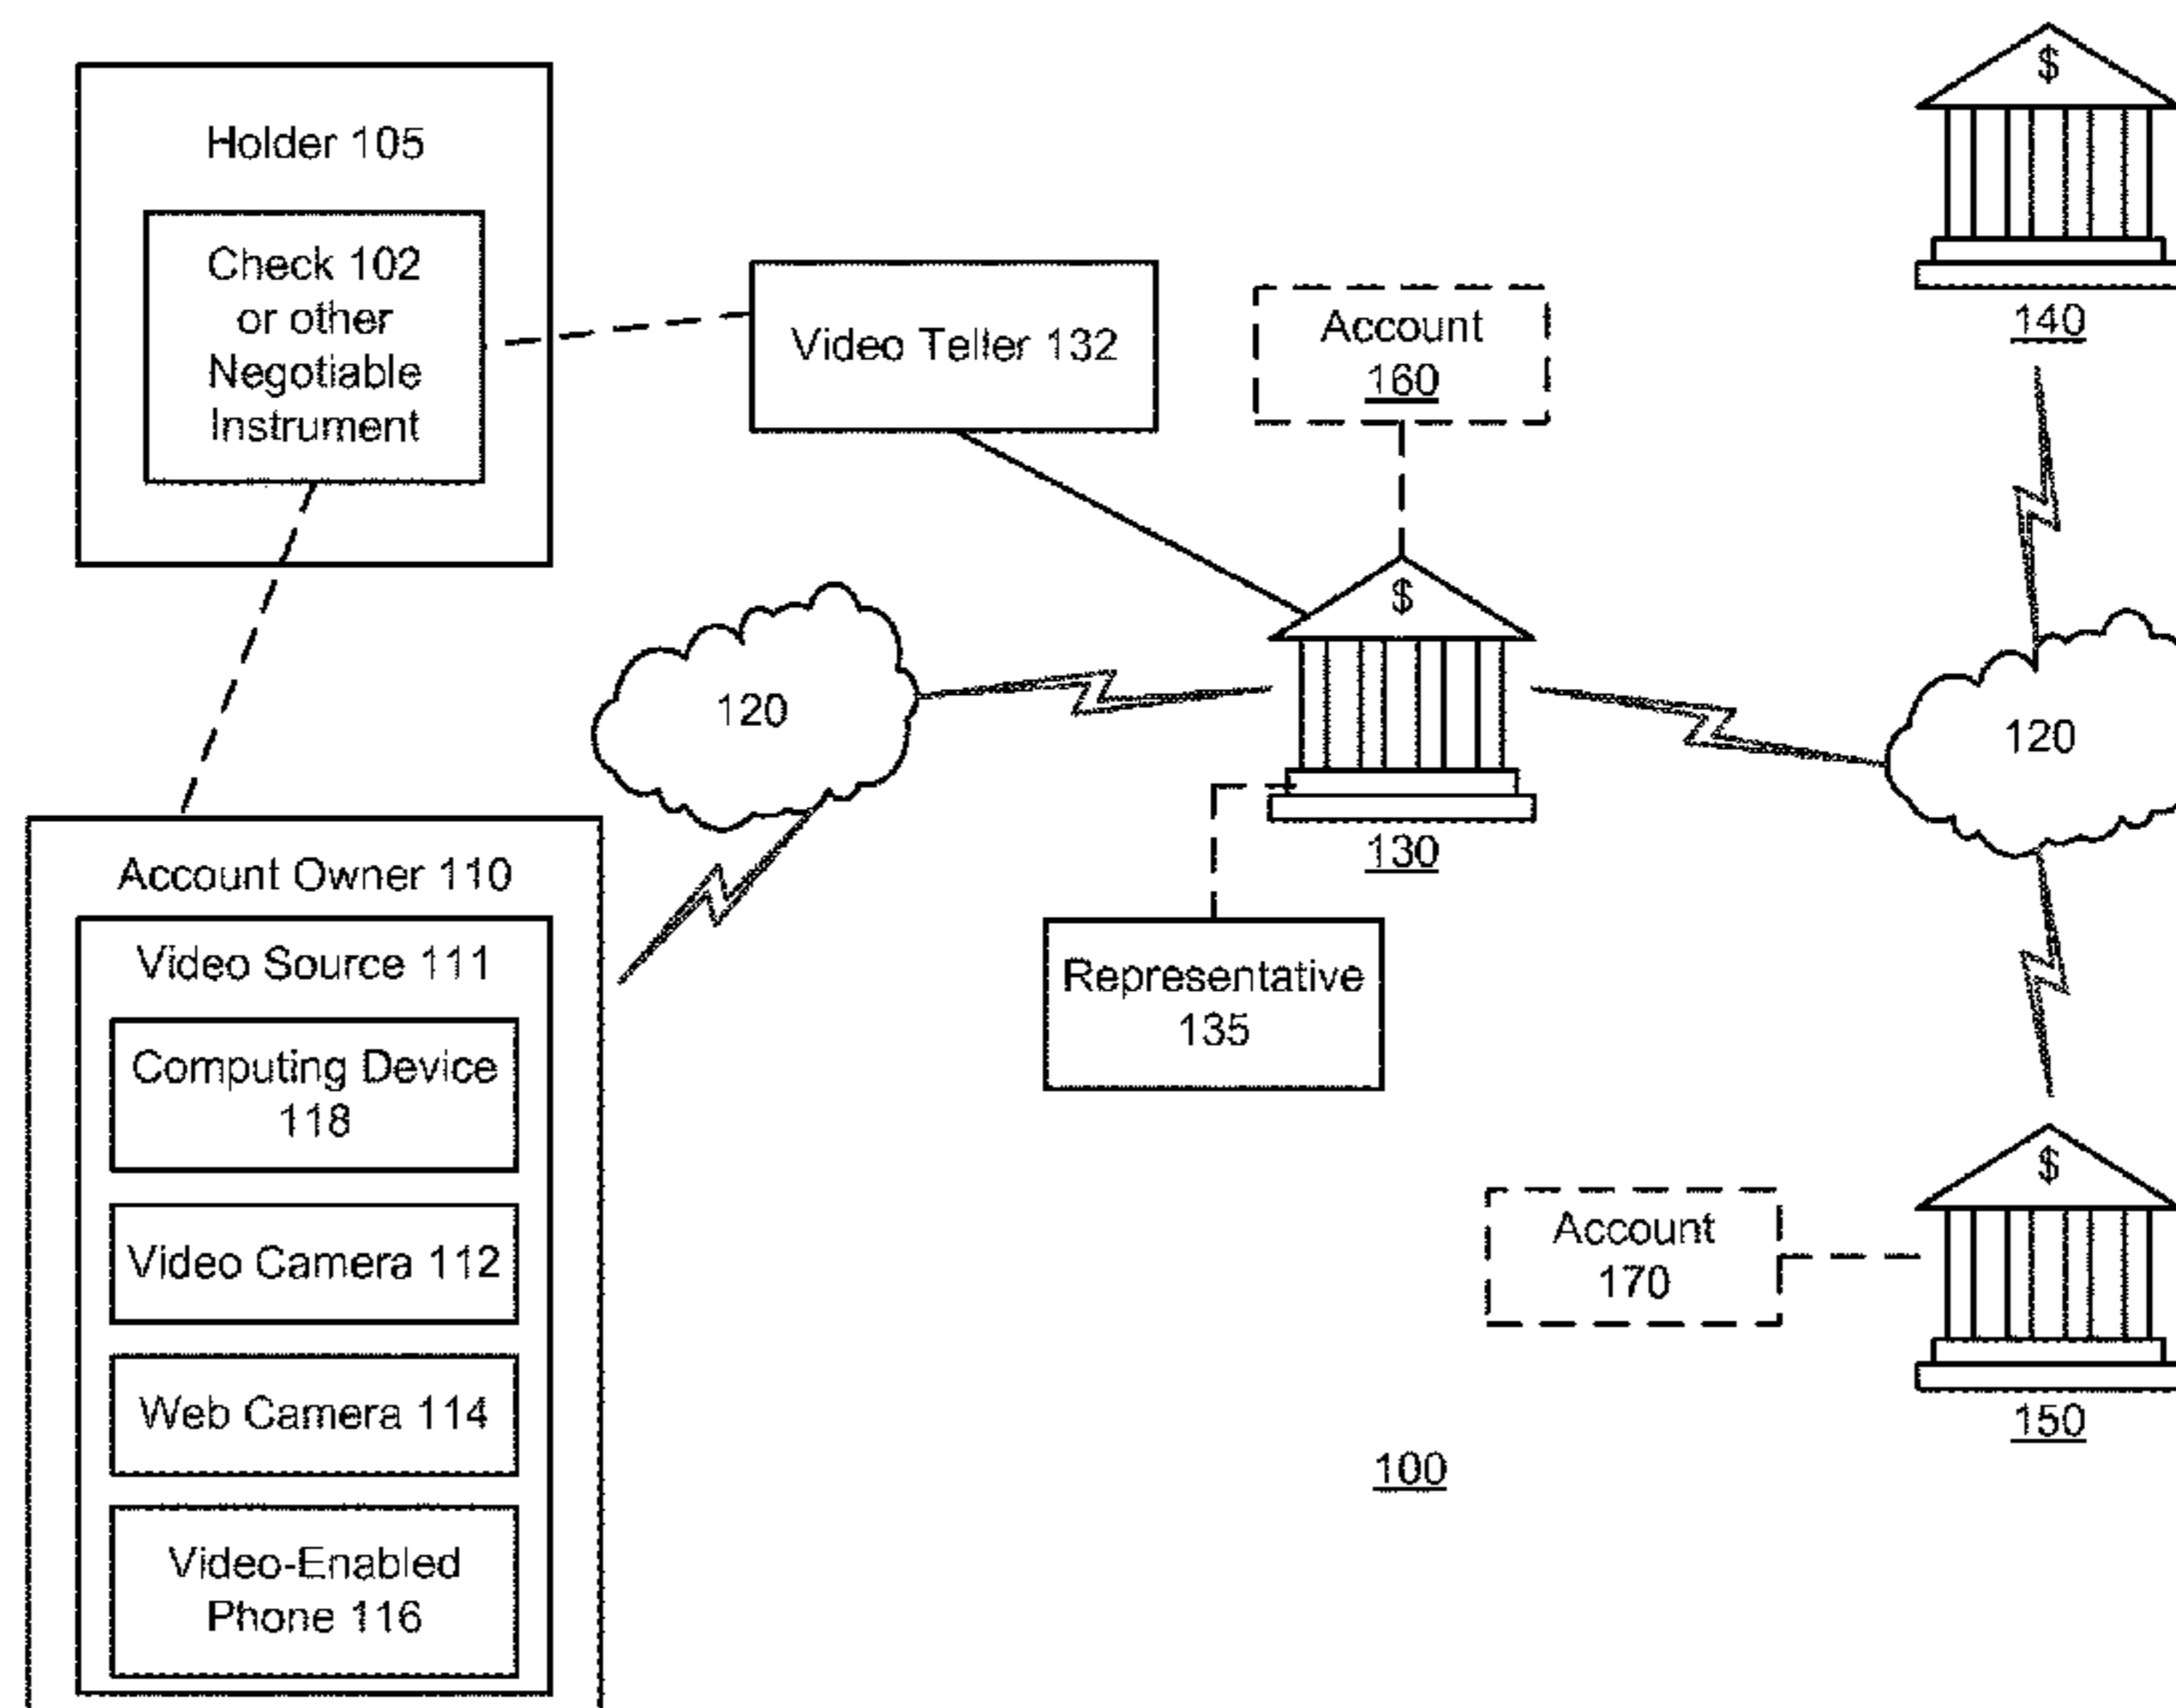 Holder 105
Check 102
or other
Negotiable
Instrument
Video Teller 132
Account
160
$
140
120
$
130
120
Account Owner 110
Video Source 111
Computing Device
118
Video Camera 112
Web Camera 114
Video-Enabled
Phone 116
Representative
135
Account
170
$
150
100